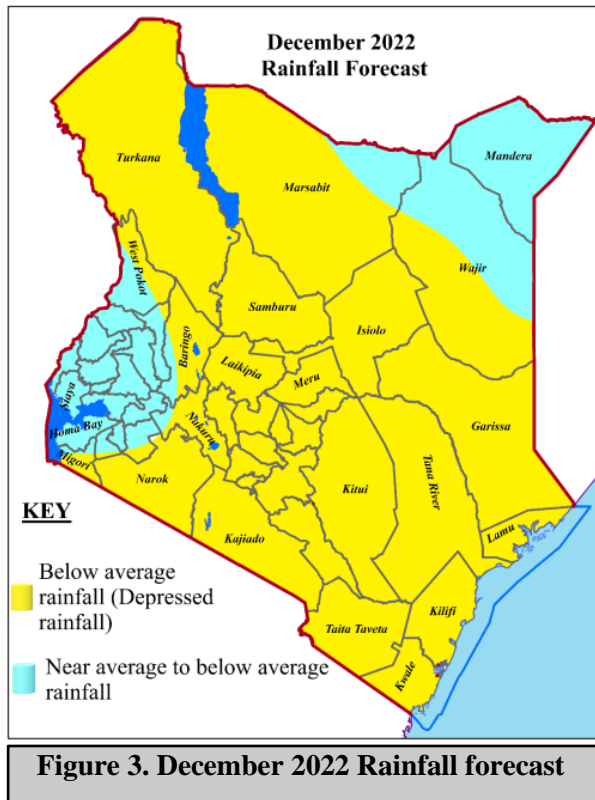 December 2022
Rainfall Forecast
Mandera
Turkana
Marsabit
Wajir
West Pokot
Samburu
Isiolo
Baringo
Laikipia
Meru
Siaya
Homa Bay
Nakuru
Garissa
Migori
Narok
Kitui
Tana River
Kajiado
Lamu
KEY
Below average
rainfall (Depressed
rainfall)
Near average to below average
rainfall
Taita Taveta
Kilifi
Kwale
Figure 3. December 2022 Rainfall forecast